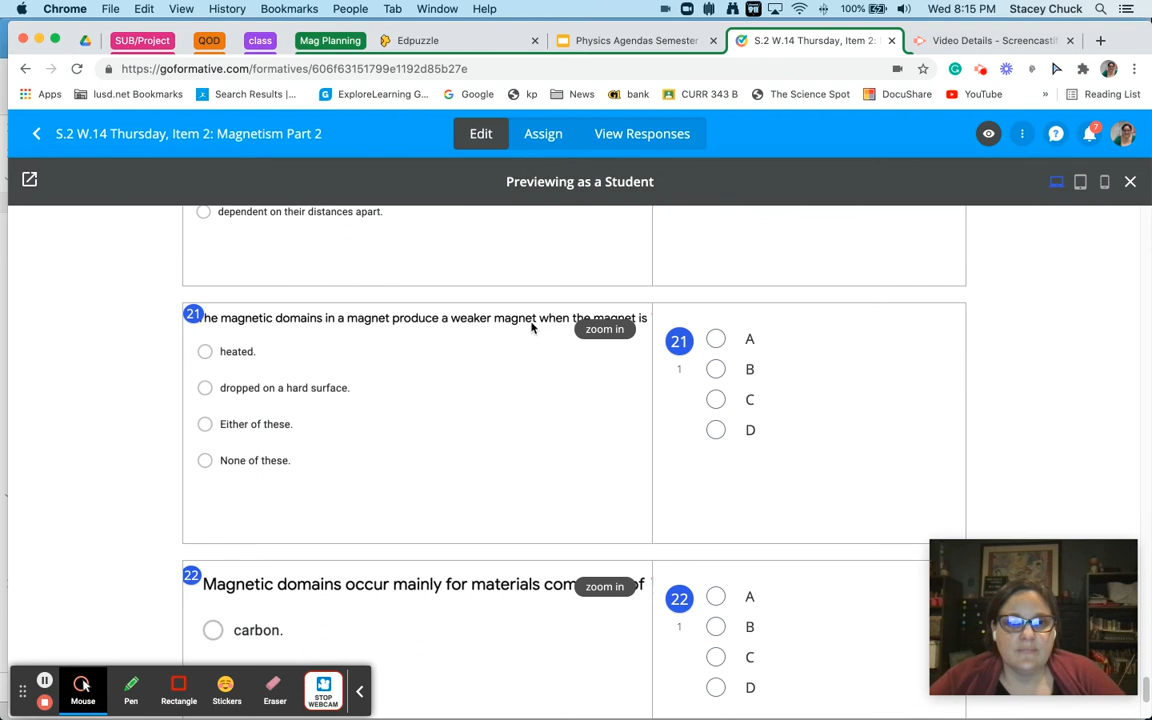 Chrome File Edit View History Bookmarks People Tab Window Help 100% Wed 8:15 PM Stacey Chuck
SUB/Project QOD class Mag Planning Edpuzzle Physics Agendas Semester S.2 W.14 Thursday, Item 2: Video Details - Screencastif
https://goformative.com/formatives/606f63151799e1192d85b27e
Apps lusd.net Bookmarks Search Results |... ExploreLearning G... Google kp News bank CURR 343 B The Science Spot DocuShare YouTube » Reading List
S.2 W.14 Thursday, Item 2: Magnetism Part 2 Edit Assign View Responses 7
Previewing as a Student
dependent on their distances apart.
21 The magnetic domains in a magnet produce a weaker magnet when the magnet is
zoom in
heated.
dropped on a hard surface.
Either of these.
None of these.
21
1
A
B
C
D
22 Magnetic domains occur mainly for materials com of
zoom in
carbon.
22
1
A
B
C
D
Mouse Pen Rectangle Stickers Eraser STOP WEBCAM